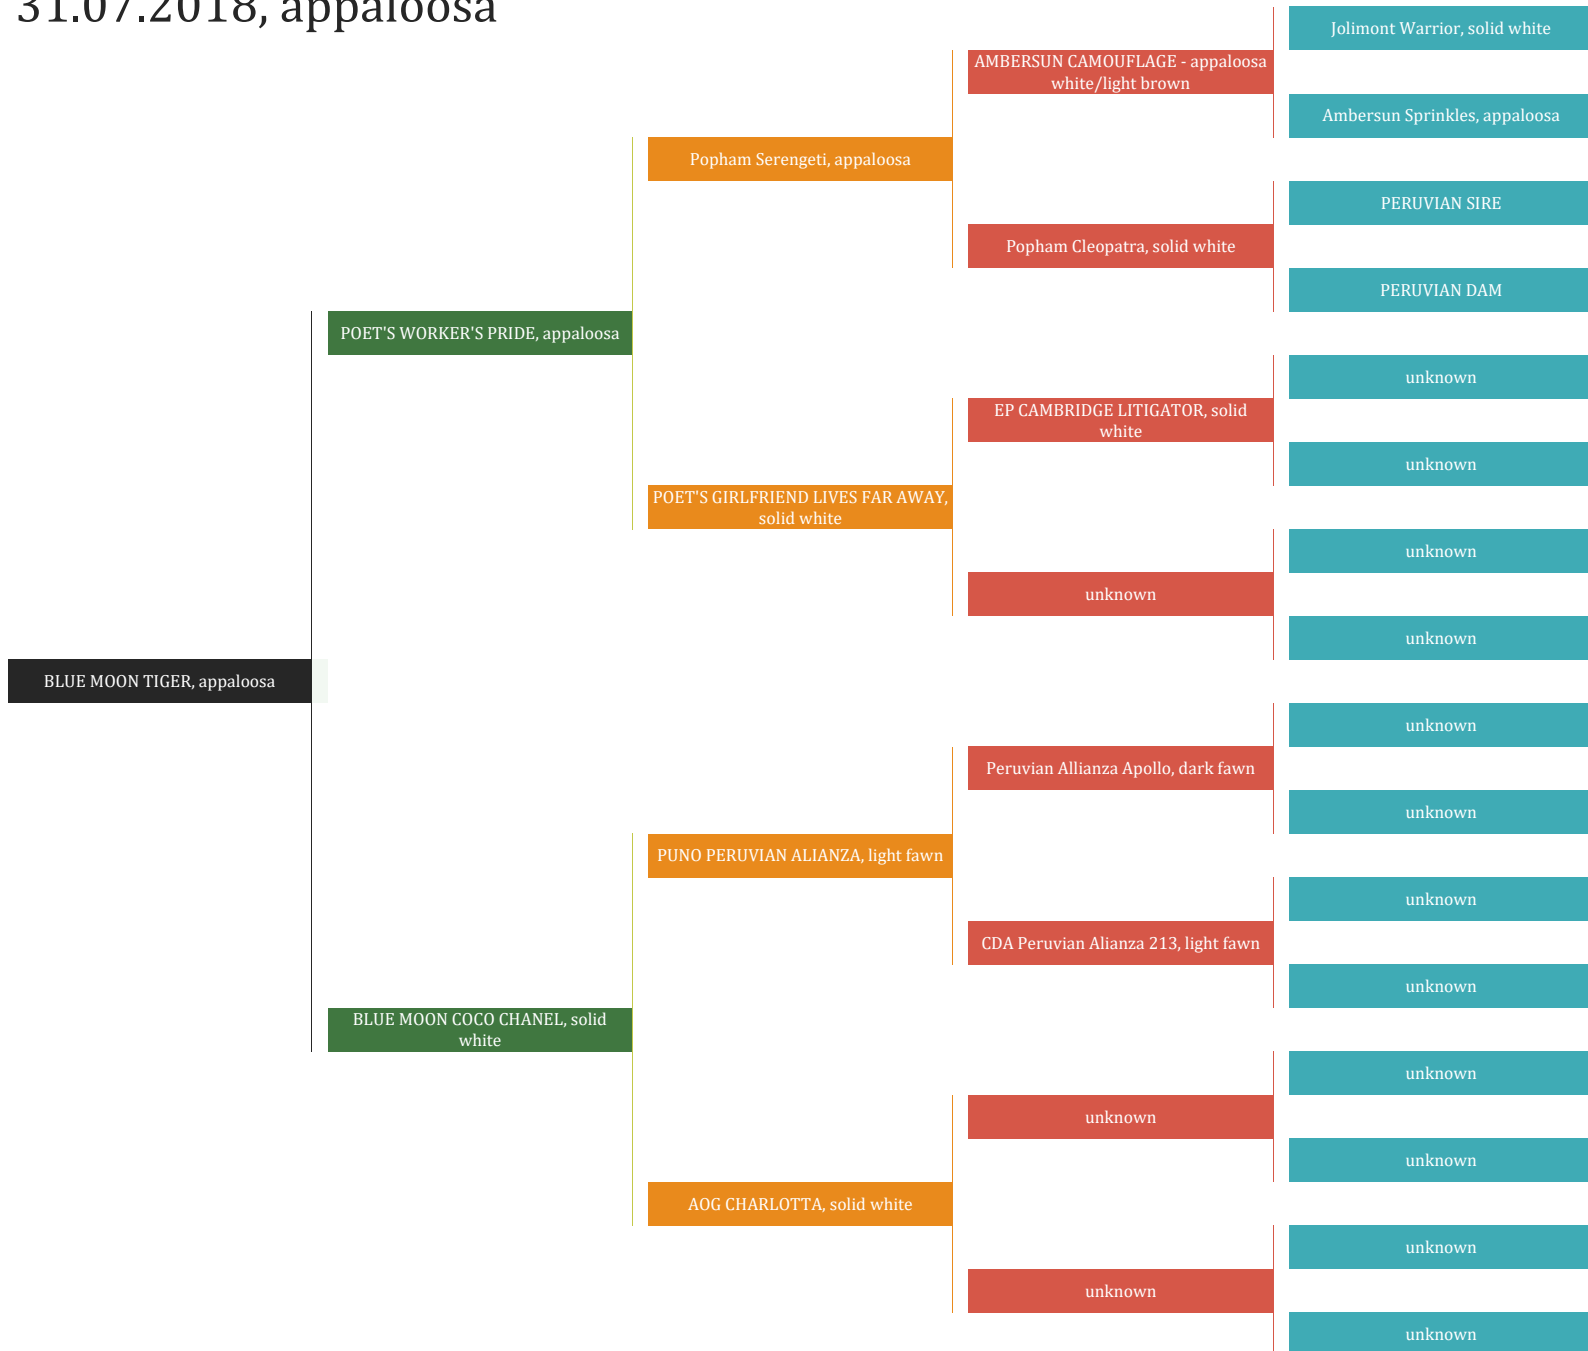 31.07.2018, appaloosa
Jolimont Warrior, solid white
AMBERSUN CAMOUFLAGE - appaloosa
white/light brown
Ambersun Sprinkles, appaloosa
Popham Serengeti, appaloosa
PERUVIAN SIRE
Popham Cleopatra, solid white
PERUVIAN DAM
POET'S WORKER'S PRIDE, appaloosa
unknown
EP CAMBRIDGE LITIGATOR, solid
white
unknown
POET'S GIRLFRIEND LIVES FAR AWAY,
solid white
unknown
unknown
unknown
BLUE MOON TIGER, appaloosa
unknown
Peruvian Allianza Apollo, dark fawn
unknown
PUNO PERUVIAN ALIANZA, light fawn
unknown
CDA Peruvian Alianza 213, light fawn
unknown
BLUE MOON COCO CHANEL, solid
white
unknown
unknown
unknown
AOG CHARLOTTA, solid white
unknown
unknown
unknown